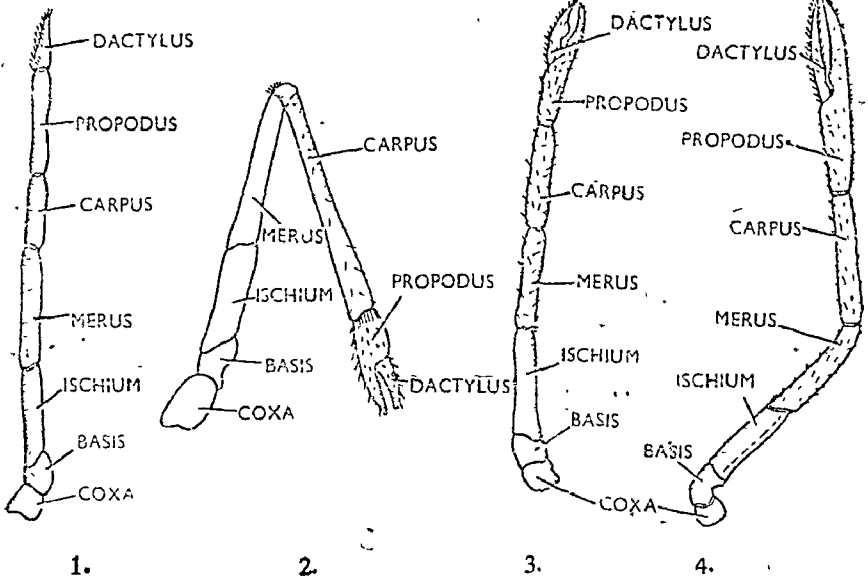 DACTYLUS
PROPODUS
CARPUS
MERUS
ISCHIUM
BASIS
COXA
1.
CARPUS
MERUS
ISCHIUM
PROPODUS
BASIS
DACTYLUS
COXA
2.
DACTYLUS
PROPODUS
CARPUS
MERUS
ISCHIUM
BASIS
COXA
3.
DACTYLUS
PROPODUS
CARPUS
MERUS
ISCHIUM
BASIS
4.